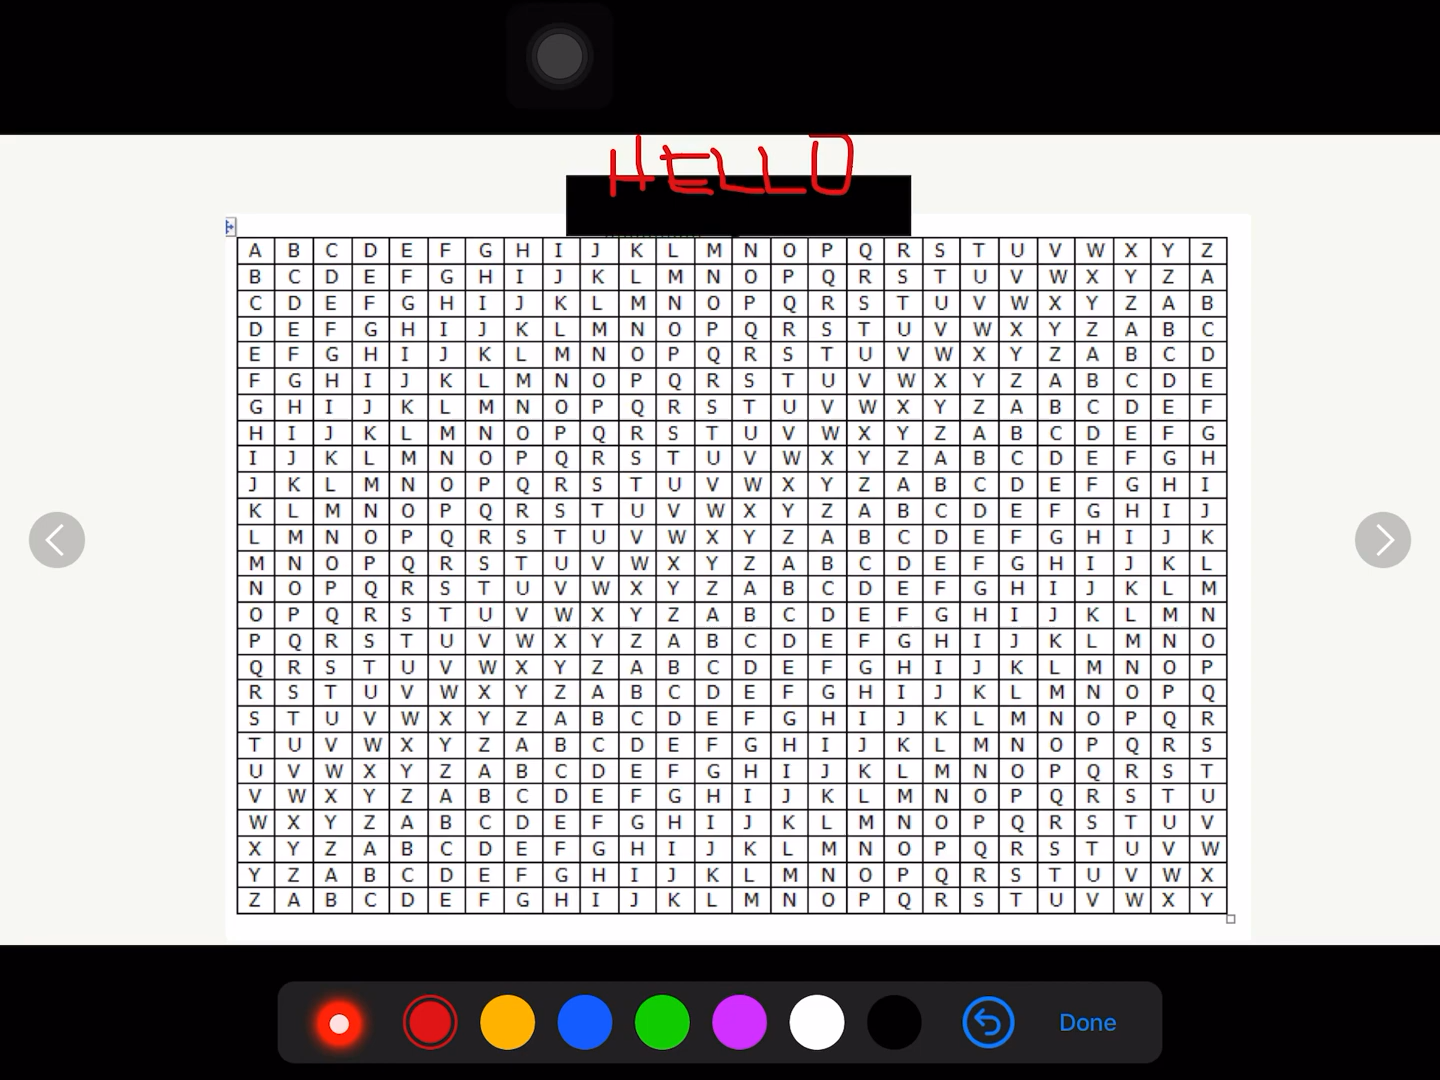 HELLO
A B C D E F G H I J K L M N O P Q R S T U V W X Y Z
B C D E F G H I J K L M N O P Q R S T U V W X Y Z A
C D E F G H I J K L M N O P Q R S T U V W X Y Z A B
D E F G H I J K L M N O P Q R S T U V W X Y Z A B C
E F G H I J K L M N O P Q R S T U V W X Y Z A B C D
F G H I J K L M N O P Q R S T U V W X Y Z A B C D E
G H I J K L M N O P Q R S T U V W X Y Z A B C D E F
H I J K L M N O P Q R S T U V W X Y Z A B C D E F G
I J K L M N O P Q R S T U V W X Y Z A B C D E F G H
J K L M N O P Q R S T U V W X Y Z A B C D E F G H I
K L M N O P Q R S T U V W X Y Z A B C D E F G H I J
L M N O P Q R S T U V W X Y Z A B C D E F G H I J K
M N O P Q R S T U V W X Y Z A B C D E F G H I J K L
N O P Q R S T U V W X Y Z A B C D E F G H I J K L M
O P Q R S T U V W X Y Z A B C D E F G H I J K L M N
P Q R S T U V W X Y Z A B C D E F G H I J K L M N O
Q R S T U V W X Y Z A B C D E F G H I J K L M N O P
R S T U V W X Y Z A B C D E F G H I J K L M N O P Q
S T U V W X Y Z A B C D E F G H I J K L M N O P Q R
T U V W X Y Z A B C D E F G H I J K L M N O P Q R S
U V W X Y Z A B C D E F G H I J K L M N O P Q R S T
V W X Y Z A B C D E F G H I J K L M N O P Q R S T U
W X Y Z A B C D E F G H I J K L M N O P Q R S T U V
X Y Z A B C D E F G H I J K L M N O P Q R S T U V W
Y Z A B C D E F G H I J K L M N O P Q R S T U V W X
Z A B C D E F G H I J K L M N O P Q R S T U V W X Y
Done